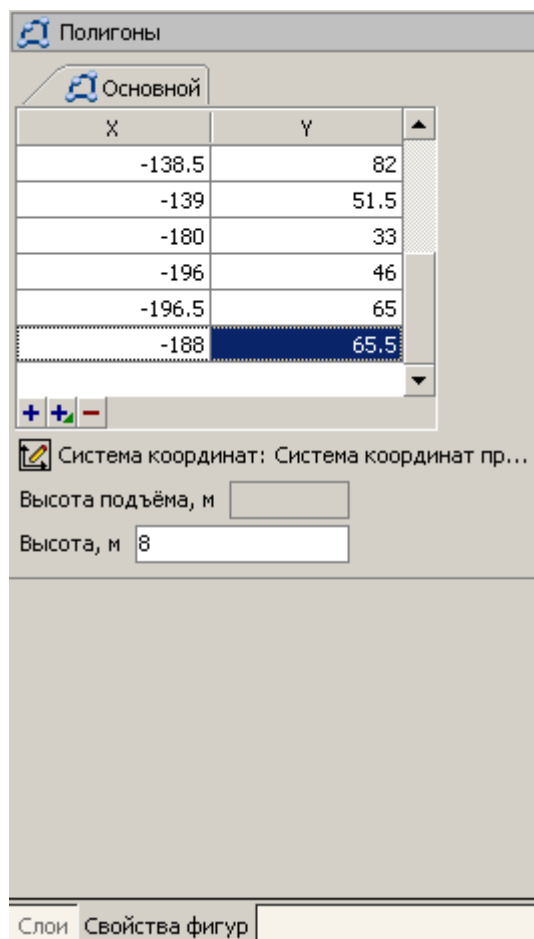 Полигоны
Основной
X Y
-138.5 82
-139 51.5
-180 33
-196 46
-196.5 65
-188 65.5
Система координат: Система координат пр...
Высота подъёма, м
Высота, м 8
Слои Свойства фигур